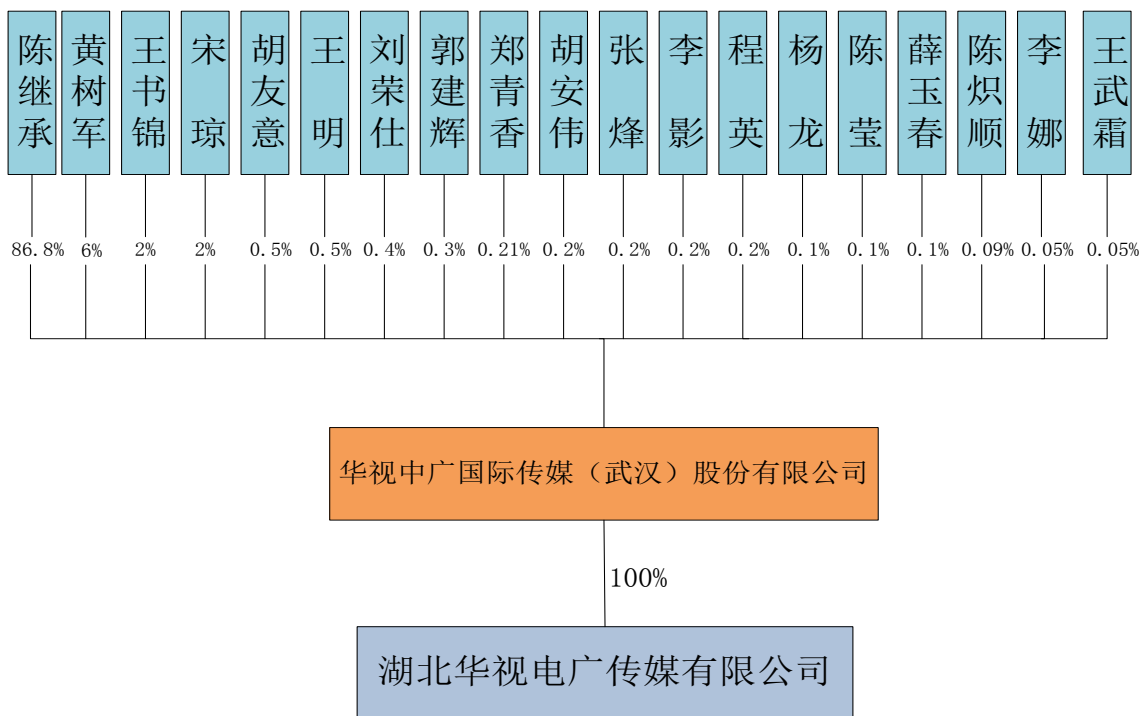 陈继承
黄树军
王书锦
宋琼
胡友意
王明
刘荣仕
郭建辉
郑青香
胡安伟
张烽
李影
程英
杨龙
陈莹
薛玉春
陈炽顺
李娜
王武霜
86.8%
6%
2%
2%
0.5%
0.5%
0.4%
0.3%
0.21%
0.2%
0.2%
0.2%
0.2%
0.1%
0.1%
0.1%
0.09%
0.05%
0.05%
华视中广国际传媒（武汉）股份有限公司
100%
湖北华视电广传媒有限公司